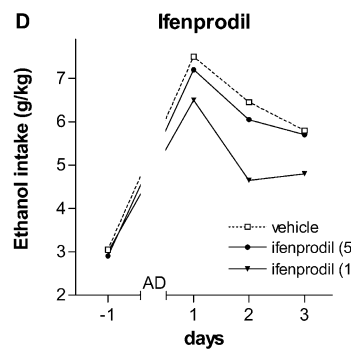 D
Ifenprodil
Ethanol intake (g/kg)
7
6
5
4
3
2
vehicle
ifenprodil (5
ifenprodil (1
AD
-1 1 2 3
days